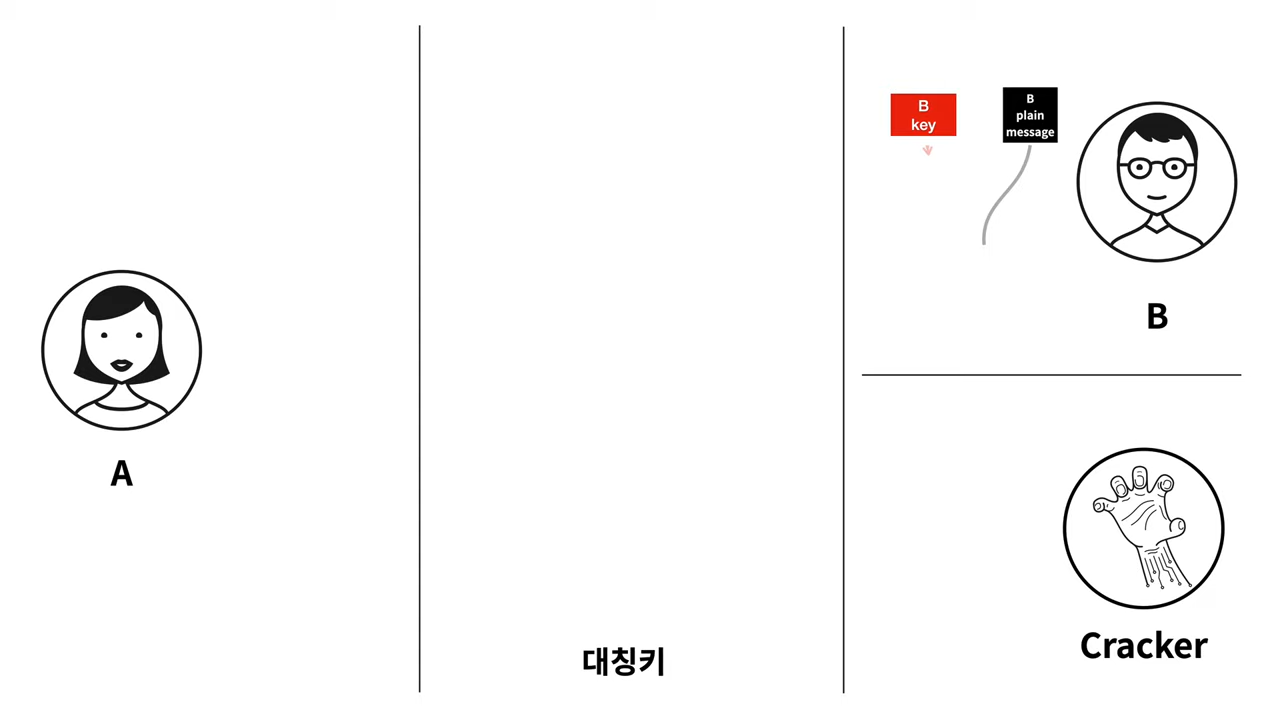 B
key
B
plain
message
B
A
Cracker
대칭키